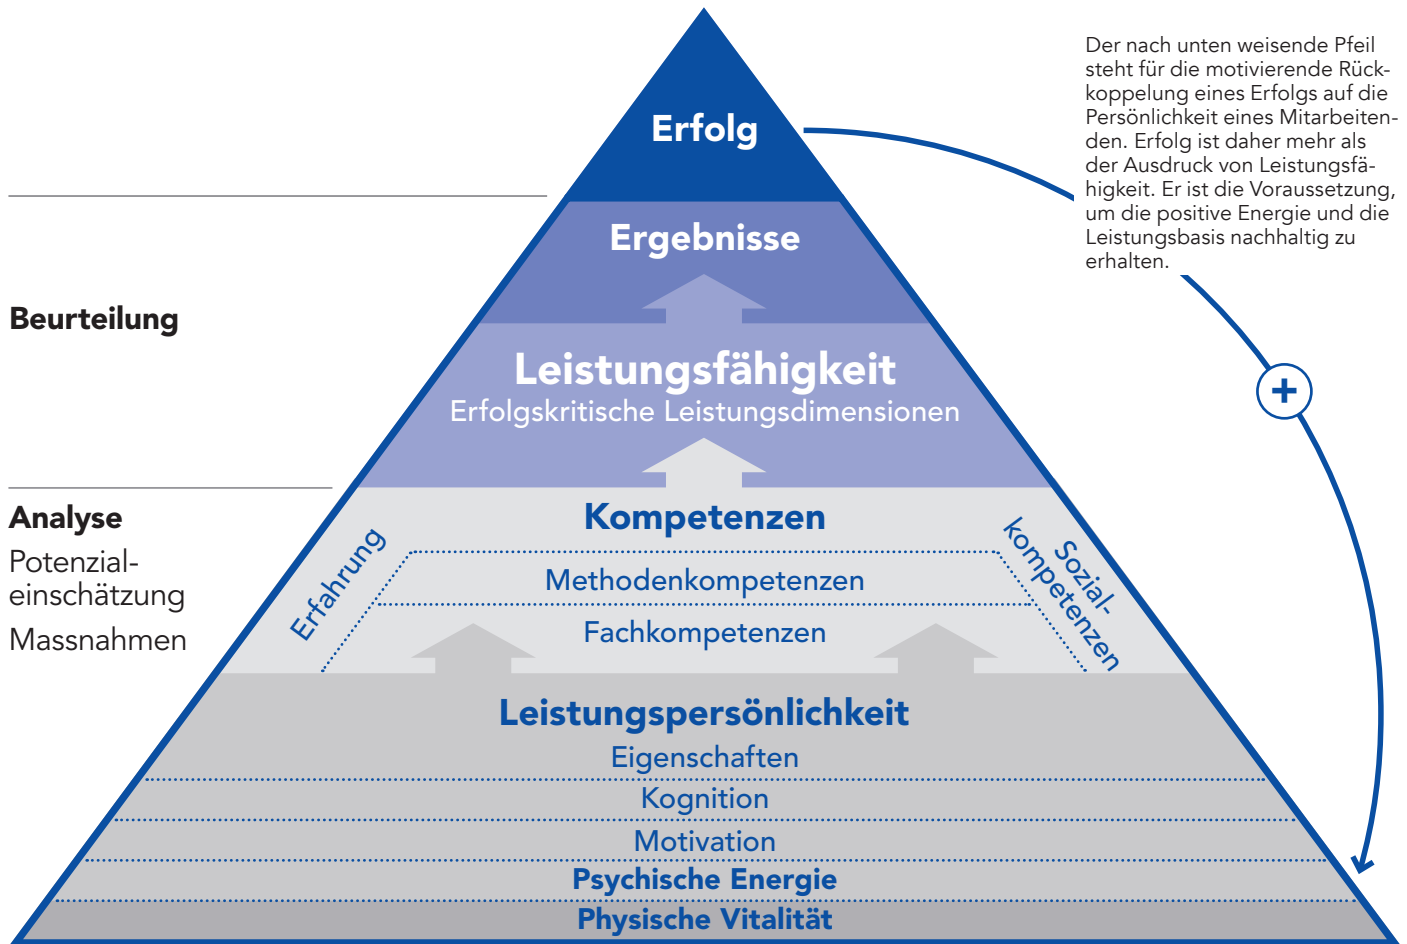 Erfolg
Der nach unten weisende Pfeil
steht für die motivierende Rück-
koppelung eines Erfolgs auf die
Persönlichkeit eines Mitarbeiten-
den. Erfolg ist daher mehr als
der Ausdruck von Leistungsfä-
higkeit. Er ist die Voraussetzung,
um die positive Energie und die
Leistungsbasis nachhaltig zu
erhalten.
Ergebnisse
Beurteilung
Leistungsfähigkeit
Erfolgskritische Leistungsdimensionen
+
Analyse
Potenzial-
einschätzung
Massnahmen
Kompetenzen
Erfahrung
Methodenkompetenzen
Fachkompetenzen
Sozial-
kompetenzen
Leistungspersönlichkeit
Eigenschaften
Kognition
Motivation
Psychische Energie
Physische Vitalität